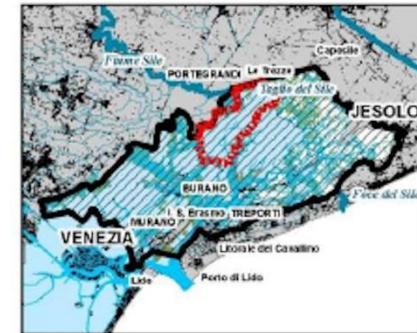 Caposile
Fiume Sile
PORTEGRANDI
Le Trezze
Taglio del Sile
JESOLO
BURANO
Foce del Sile
I. S. Erasmo
TREPORTI
MURANO
VENEZIA
Litorale del Cavallino
Lido
Porto di Lido